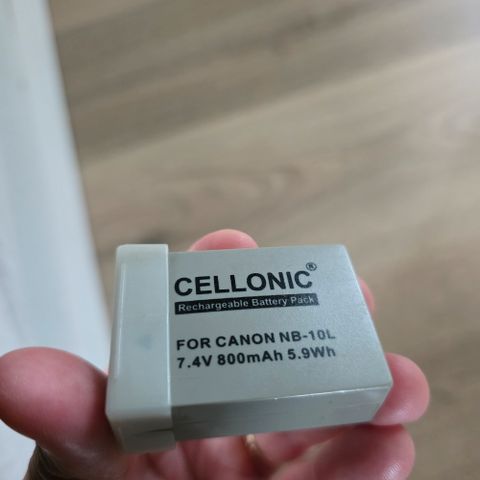 CELLONIC®
Rechargeable Battery Pack
FOR CANON NB-10L
7.4V 800mAh 5.9Wh